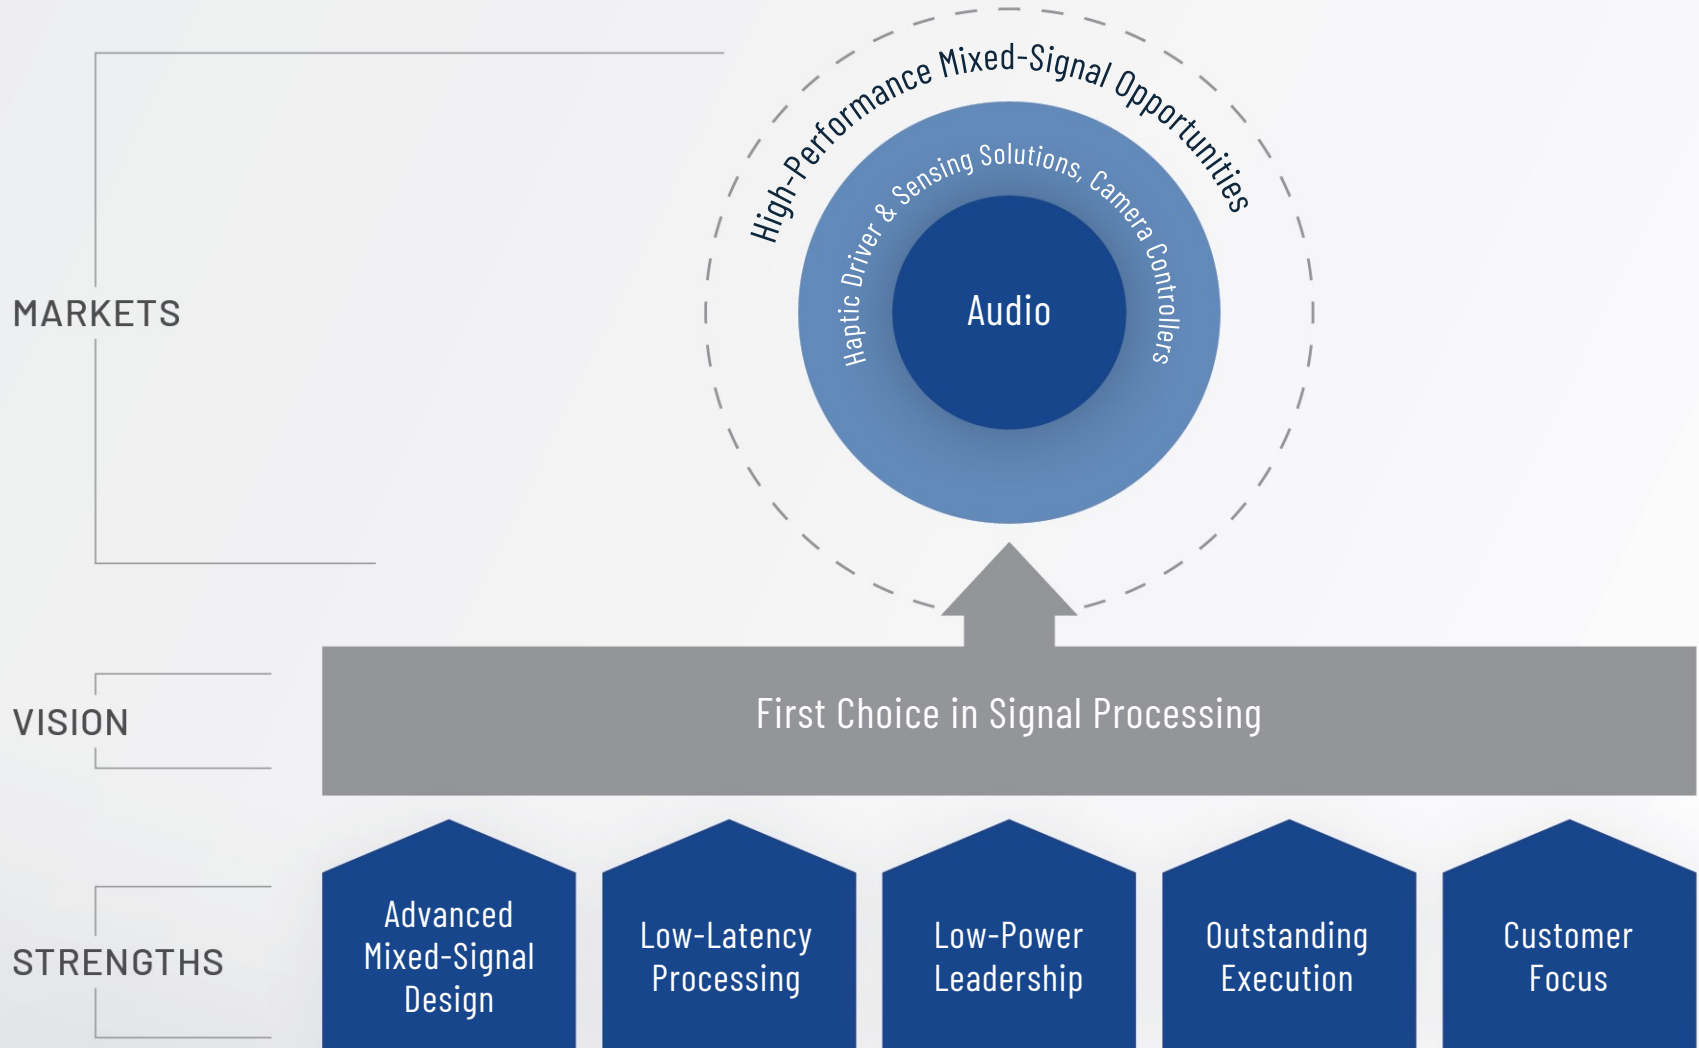 High-Performance Mixed-Signal Opportunities
Haptic Driver & Sensing Solutions, Camera Controllers
Audio
MARKETS
VISION
First Choice in Signal Processing
STRENGTHS
Advanced
Mixed-Signal
Design
Low-Latency
Processing
Low-Power
Leadership
Outstanding
Execution
Customer
Focus